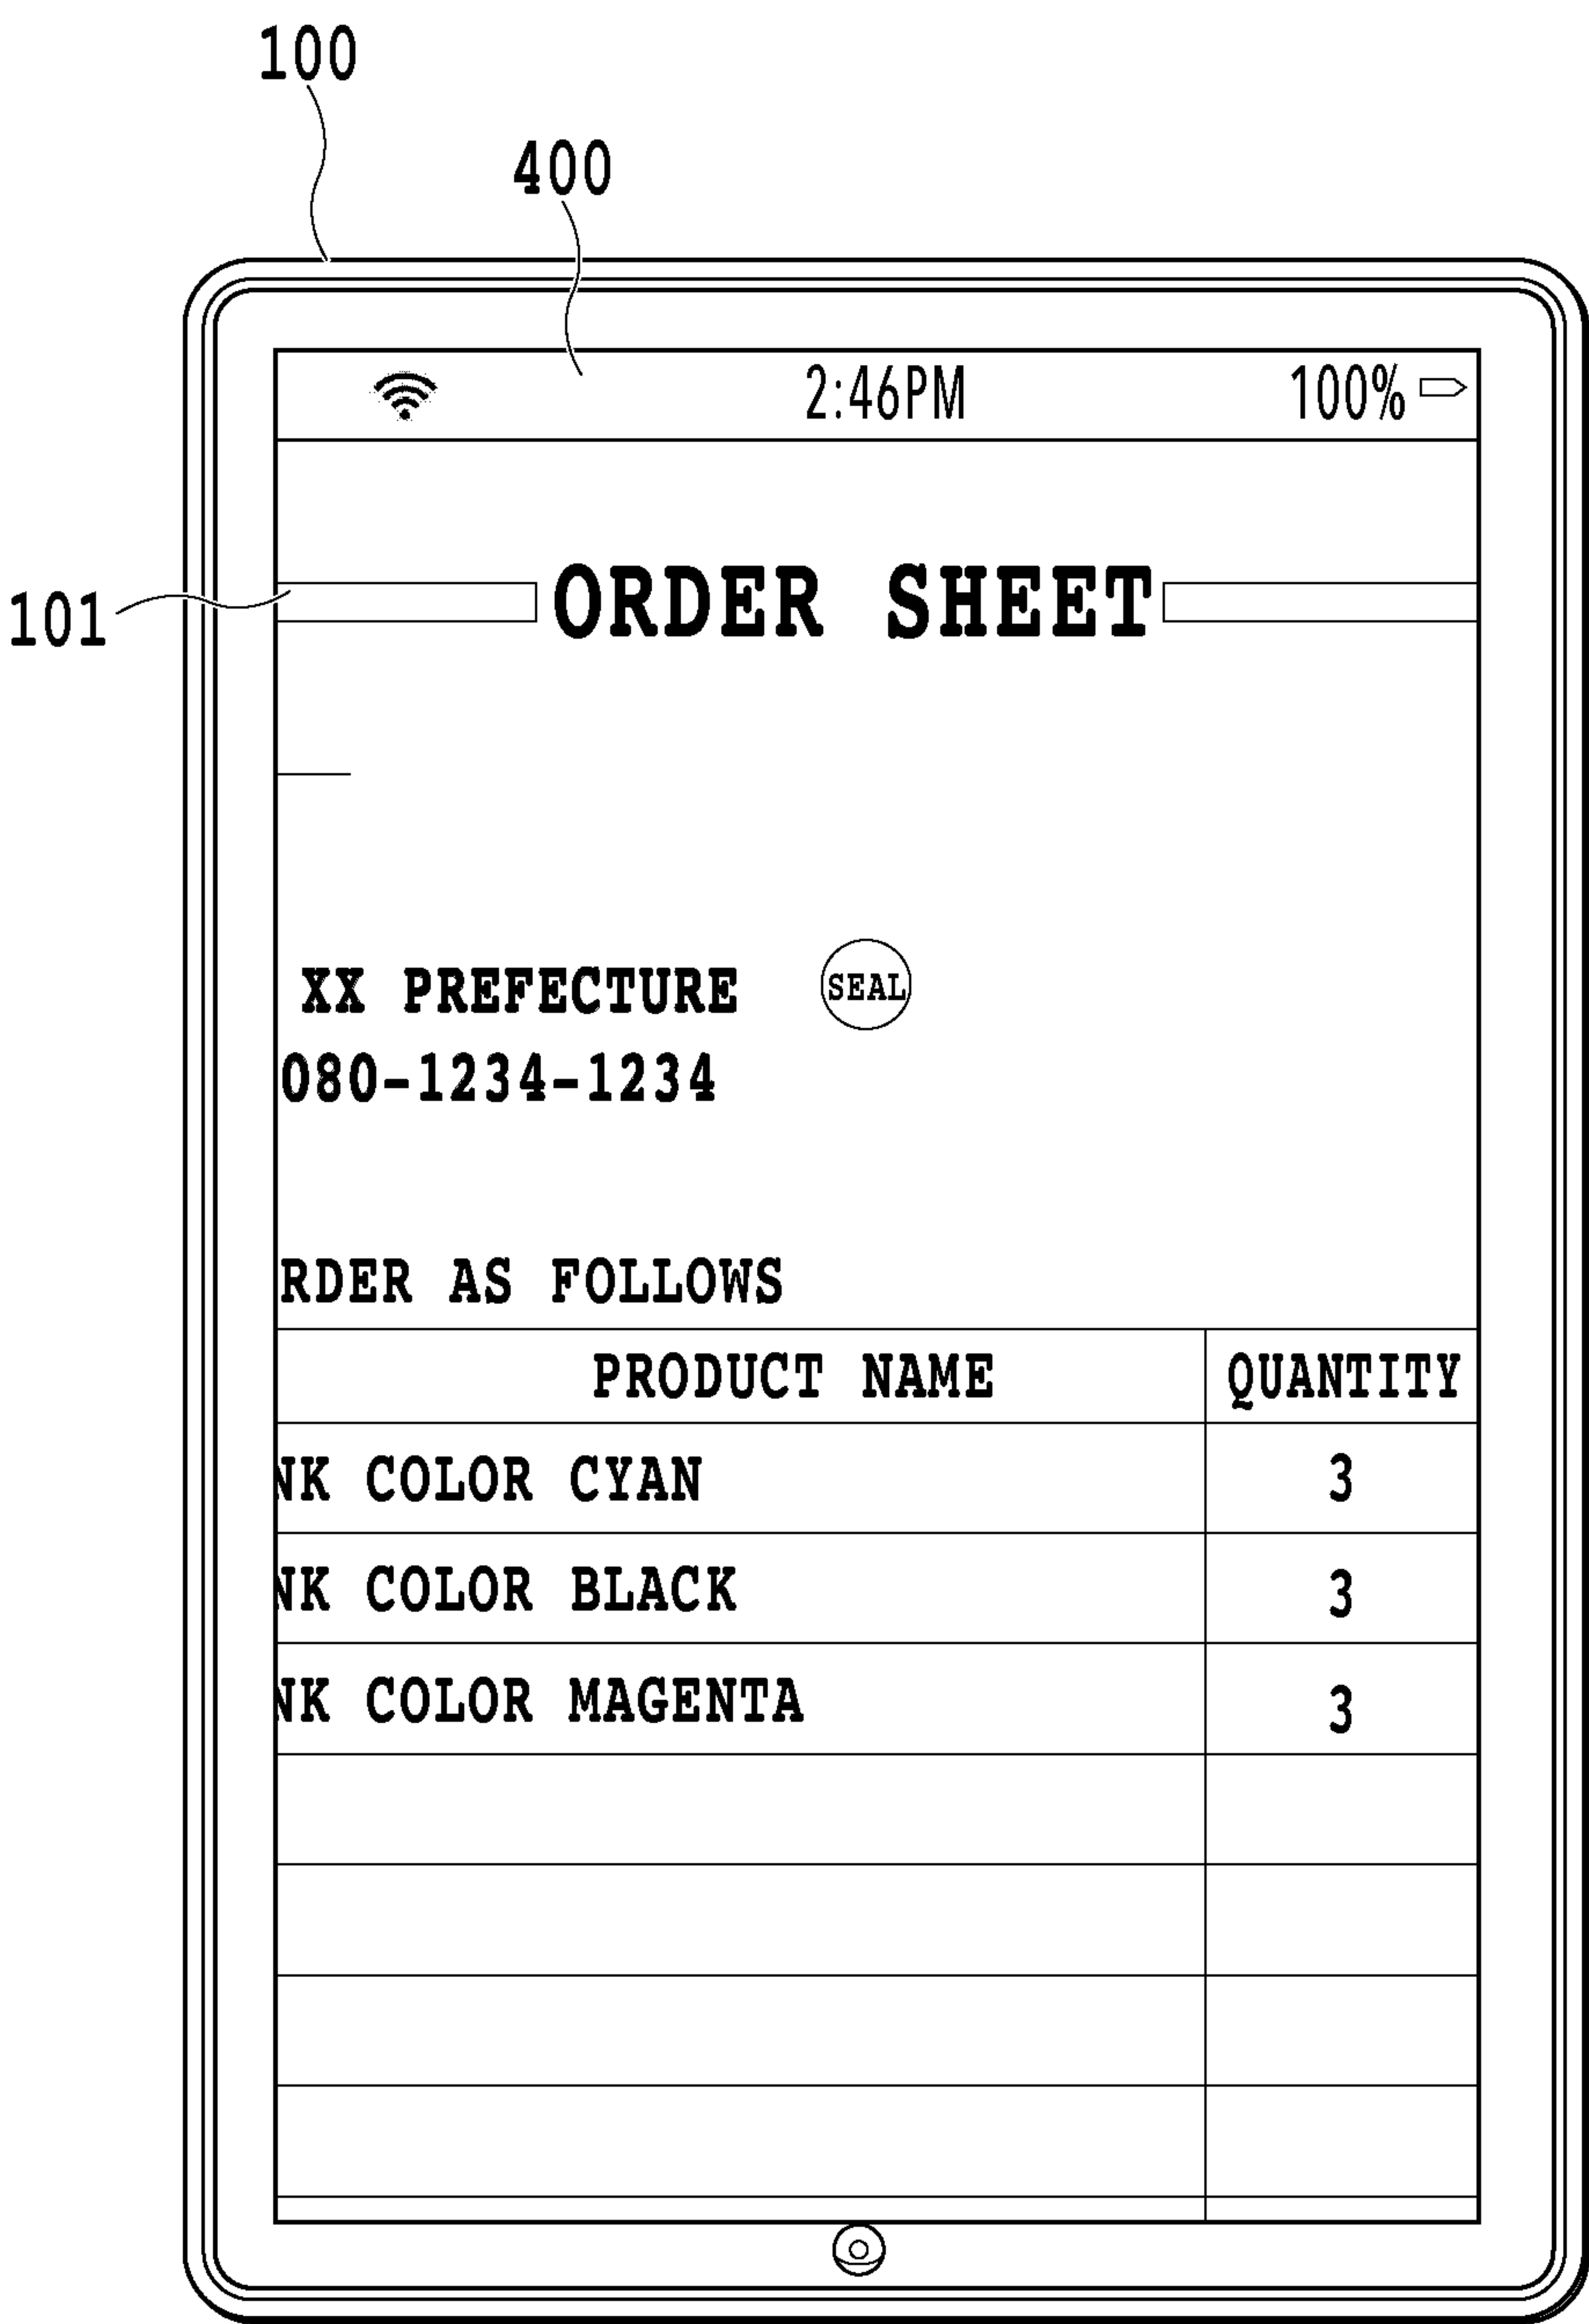 100
400
2:46PM 100%
ORDER SHEET
101
XX PREFECTURE SEAL
080-1234-1234
RDER AS FOLLOWS
PRODUCT NAME QUANTITY
NK COLOR CYAN 3
NK COLOR BLACK 3
NK COLOR MAGENTA 3